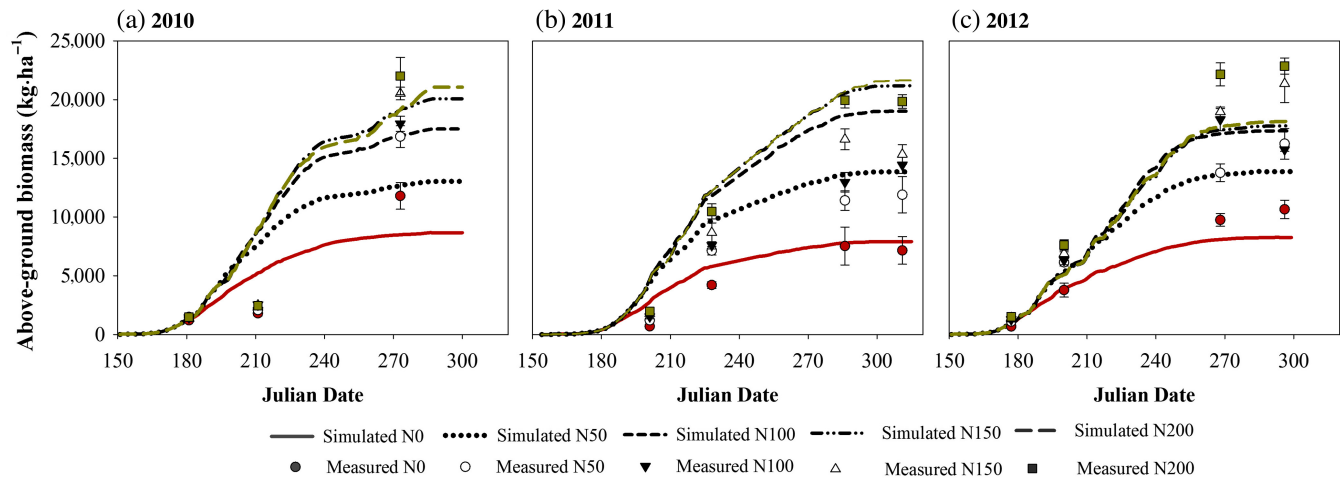 (a) 2010
(b) 2011
(c) 2012
Above-ground biomass (kg·ha⁻¹)
25,000
20,000
15,000
10,000
5,000
0
150 180 210 240 270 300
150 180 210 240 270 300
150 180 210 240 270 300
Julian Date
Julian Date
Julian Date
Simulated N0 Simulated N50 Simulated N100 Simulated N150 Simulated N200
Measured N0 Measured N50 Measured N100 Measured N150 Measured N200